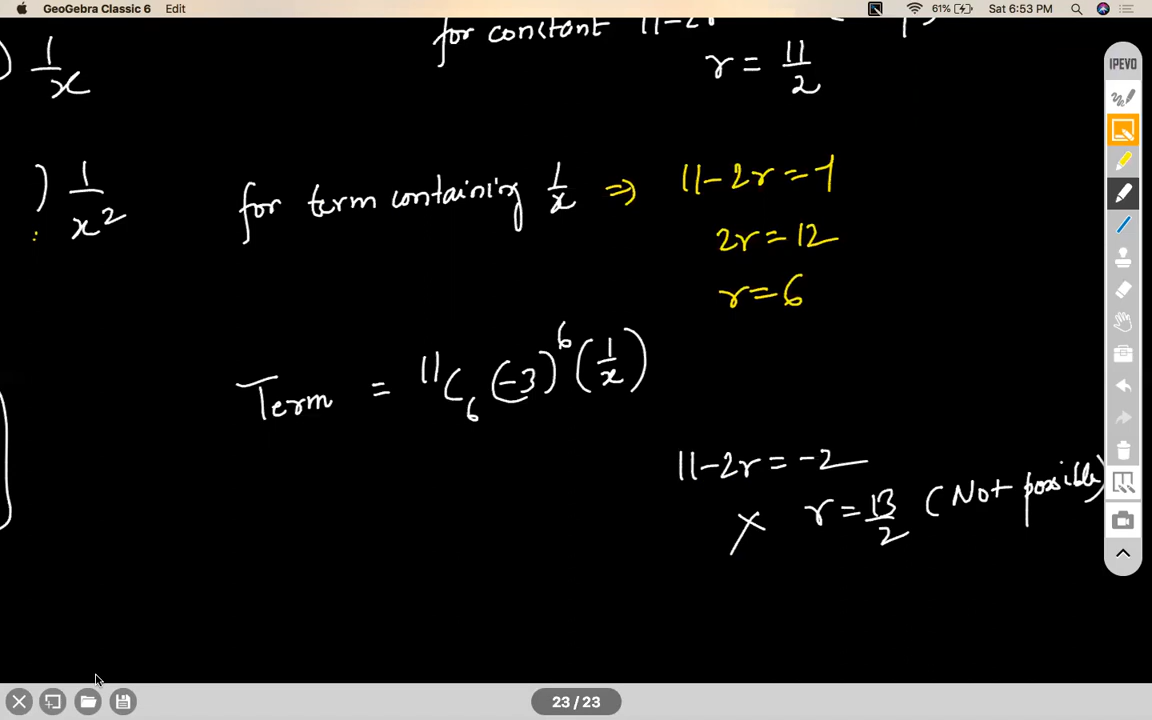 GeoGebra Classic 6 Edit 61% Sat 6:53 PM
for constant 11-2r
) 1/x
r = 11/2
IPEVO
) 1/x²
for term containing 1/x ⇒ 11-2r = -1
2r = 12
r = 6
Term = ¹¹C₆ (-3)⁶ (1/x)
11-2r = -2
× r = 13/2 (Not possible)
23 / 23